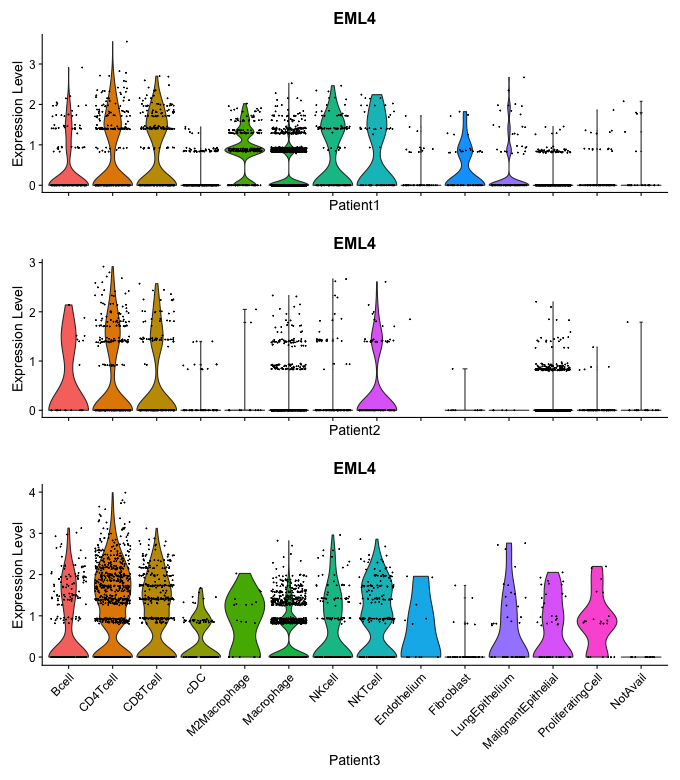 EML4
Expression Level
3
2
1
0
Patient1
EML4
Expression Level
3
2
1
0
Patient2
EML4
Expression Level
4
3
2
1
0
Bcell
CD4Tcell
CD8Tcell
cDC
M2Macrophage
Macrophage
NKcell
NKTcell
Endothelium
Fibroblast
LungEpithelium
MalignantEpithelial
ProliferatingCell
NotAvail
Patient3